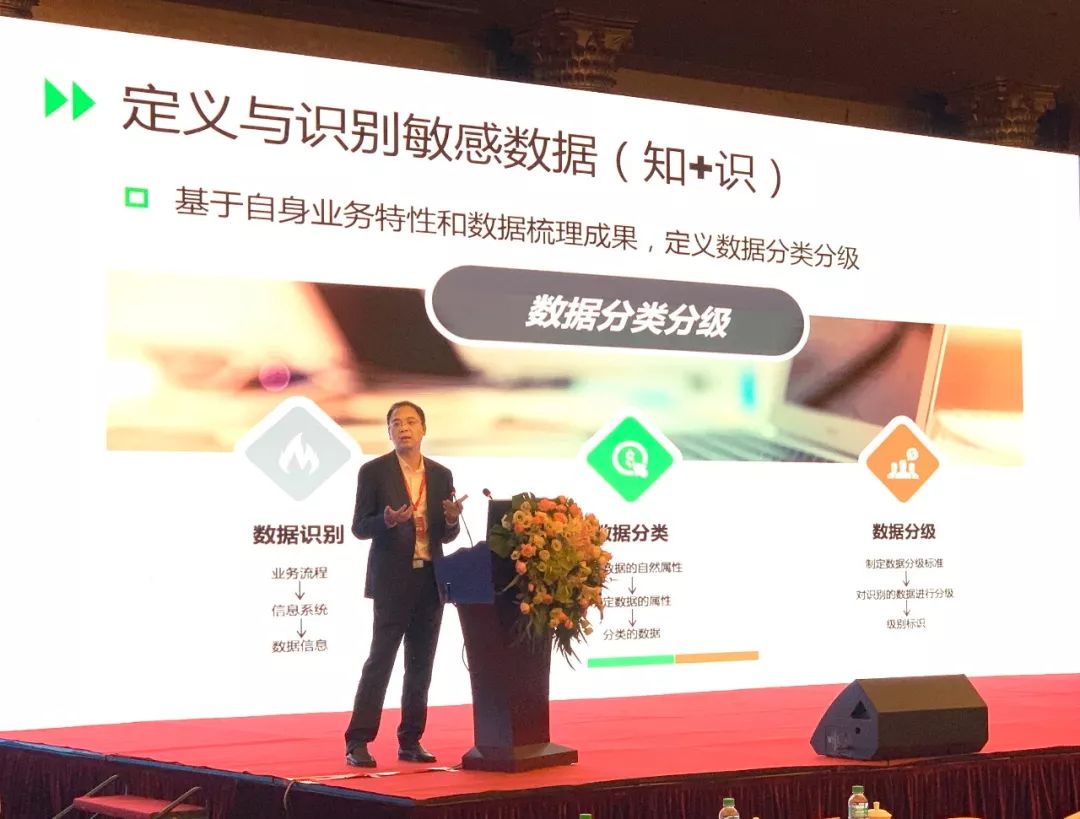 定义与识别敏感数据（知+识）
基于自身业务特性和数据梳理成果，定义数据分类分级
数据分类分级
数据识别
业务流程
信息系统
数据信息
数据分类
数据的自然属性
定数据的属性
分类的数据
数据分级
制定数据分级标准
对识别的数据进行分级
级别标识